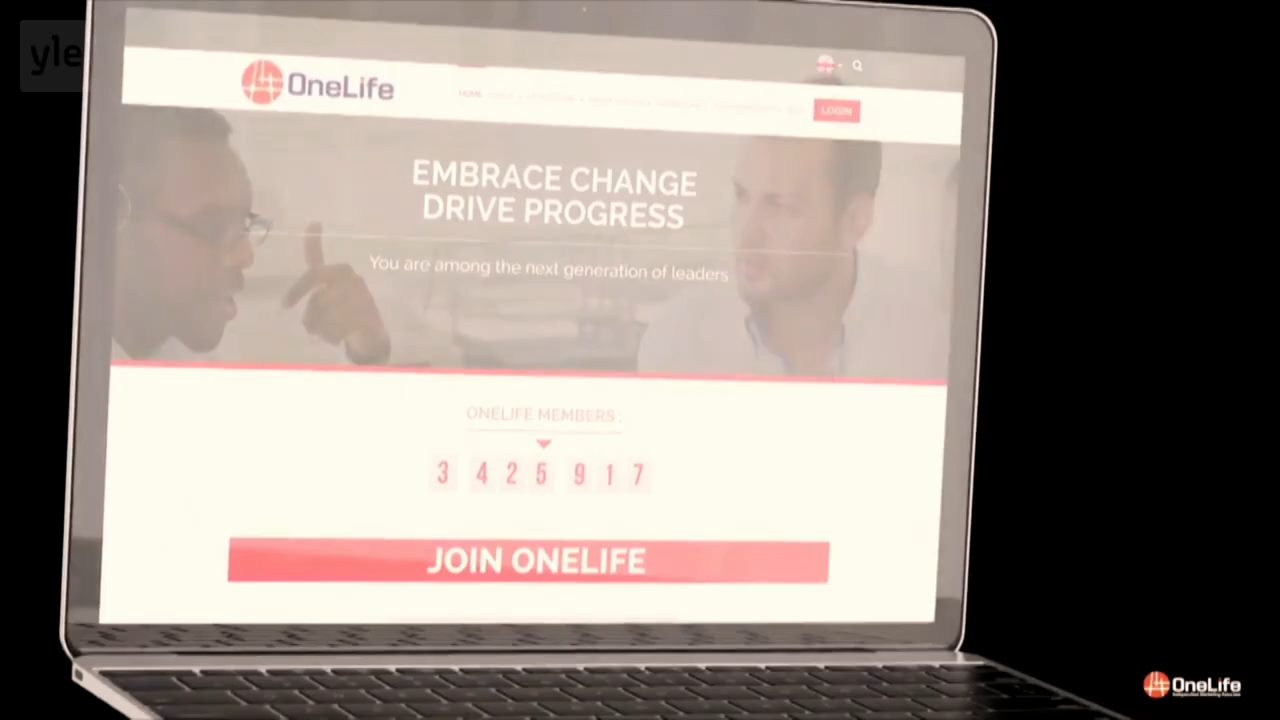 yle
OneLife
HOME
LOGIN
EMBRACE CHANGE
DRIVE PROGRESS
You are among the next generation of leaders
ONELIFE MEMBERS :
3 4 2 5 9 1 7
JOIN ONELIFE
OneLife